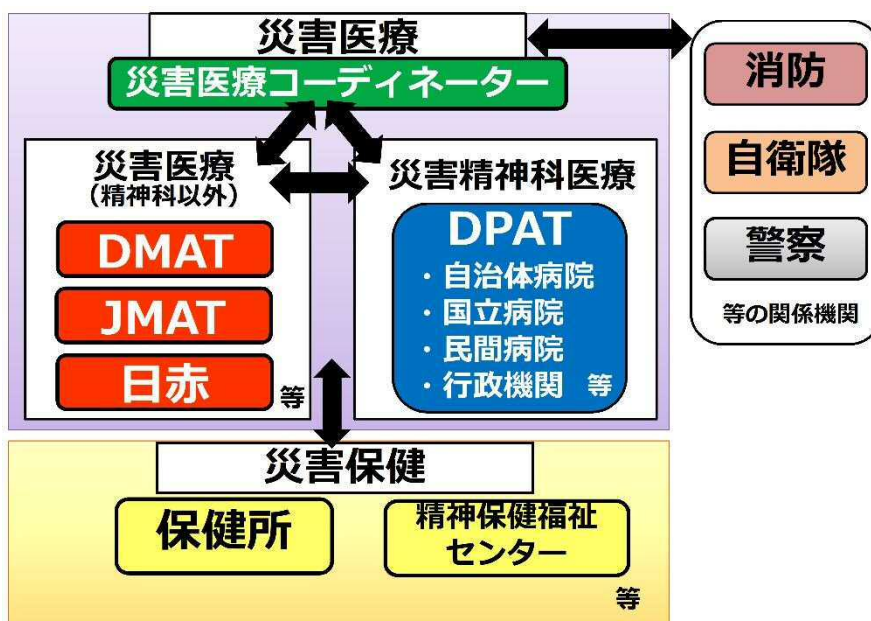 災害医療
災害医療コーディネーター
災害医療
(精神科以外)
DMAT
JMAT
日赤
等
災害精神科医療
DPAT
・自治体病院
・国立病院
・民間病院
・行政機関 等
消防
自衛隊
警察
等の関係機関
災害保健
保健所
精神保健福祉
センター
等